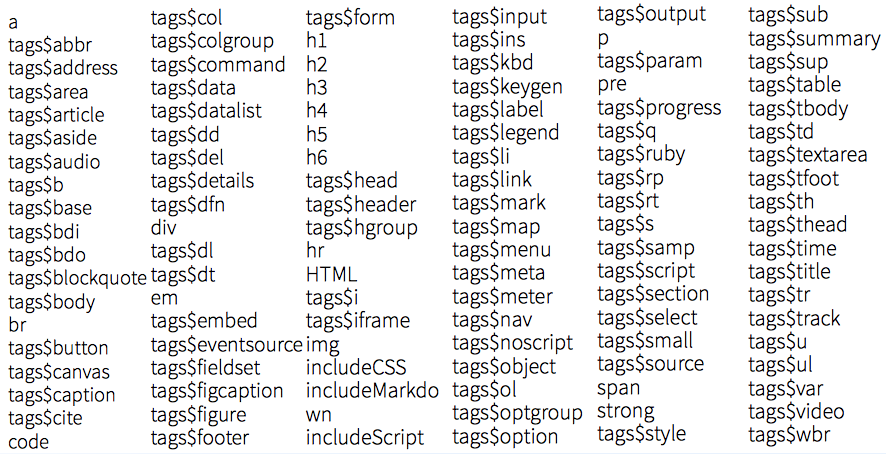 a
tags$abbr
tags$address
tags$area
tags$article
tags$aside
tags$audio
tags$b
tags$base
tags$bdi
tags$bdo
tags$blockquote
tags$body
br
tags$button
tags$canvas
tags$caption
tags$cite
code
tags$col
tags$colgroup
tags$command
tags$data
tags$datalist
tags$dd
tags$del
tags$details
tags$dfn
div
tags$dl
tags$dt
em
tags$embed
tags$eventsource
tags$fieldset
tags$figcaption
tags$figure
tags$footer
tags$form
h1
h2
h3
h4
h5
h6
tags$head
tags$header
tags$hgroup
hr
HTML
tags$i
tags$iframe
img
includeCSS
includeMarkdo
wn
includeScript
tags$input
tags$ins
tags$kbd
tags$keygen
tags$label
tags$legend
tags$li
tags$link
tags$mark
tags$map
tags$menu
tags$meta
tags$meter
tags$nav
tags$noscript
tags$object
tags$ol
tags$optgroup
tags$option
tags$output
p
tags$param
pre
tags$progress
tags$q
tags$ruby
tags$rp
tags$rt
tags$s
tags$samp
tags$script
tags$section
tags$select
tags$small
tags$source
span
strong
tags$style
tags$sub
tags$summary
tags$sup
tags$table
tags$tbody
tags$td
tags$textarea
tags$tfoot
tags$th
tags$thead
tags$time
tags$title
tags$tr
tags$track
tags$u
tags$ul
tags$var
tags$video
tags$wbr